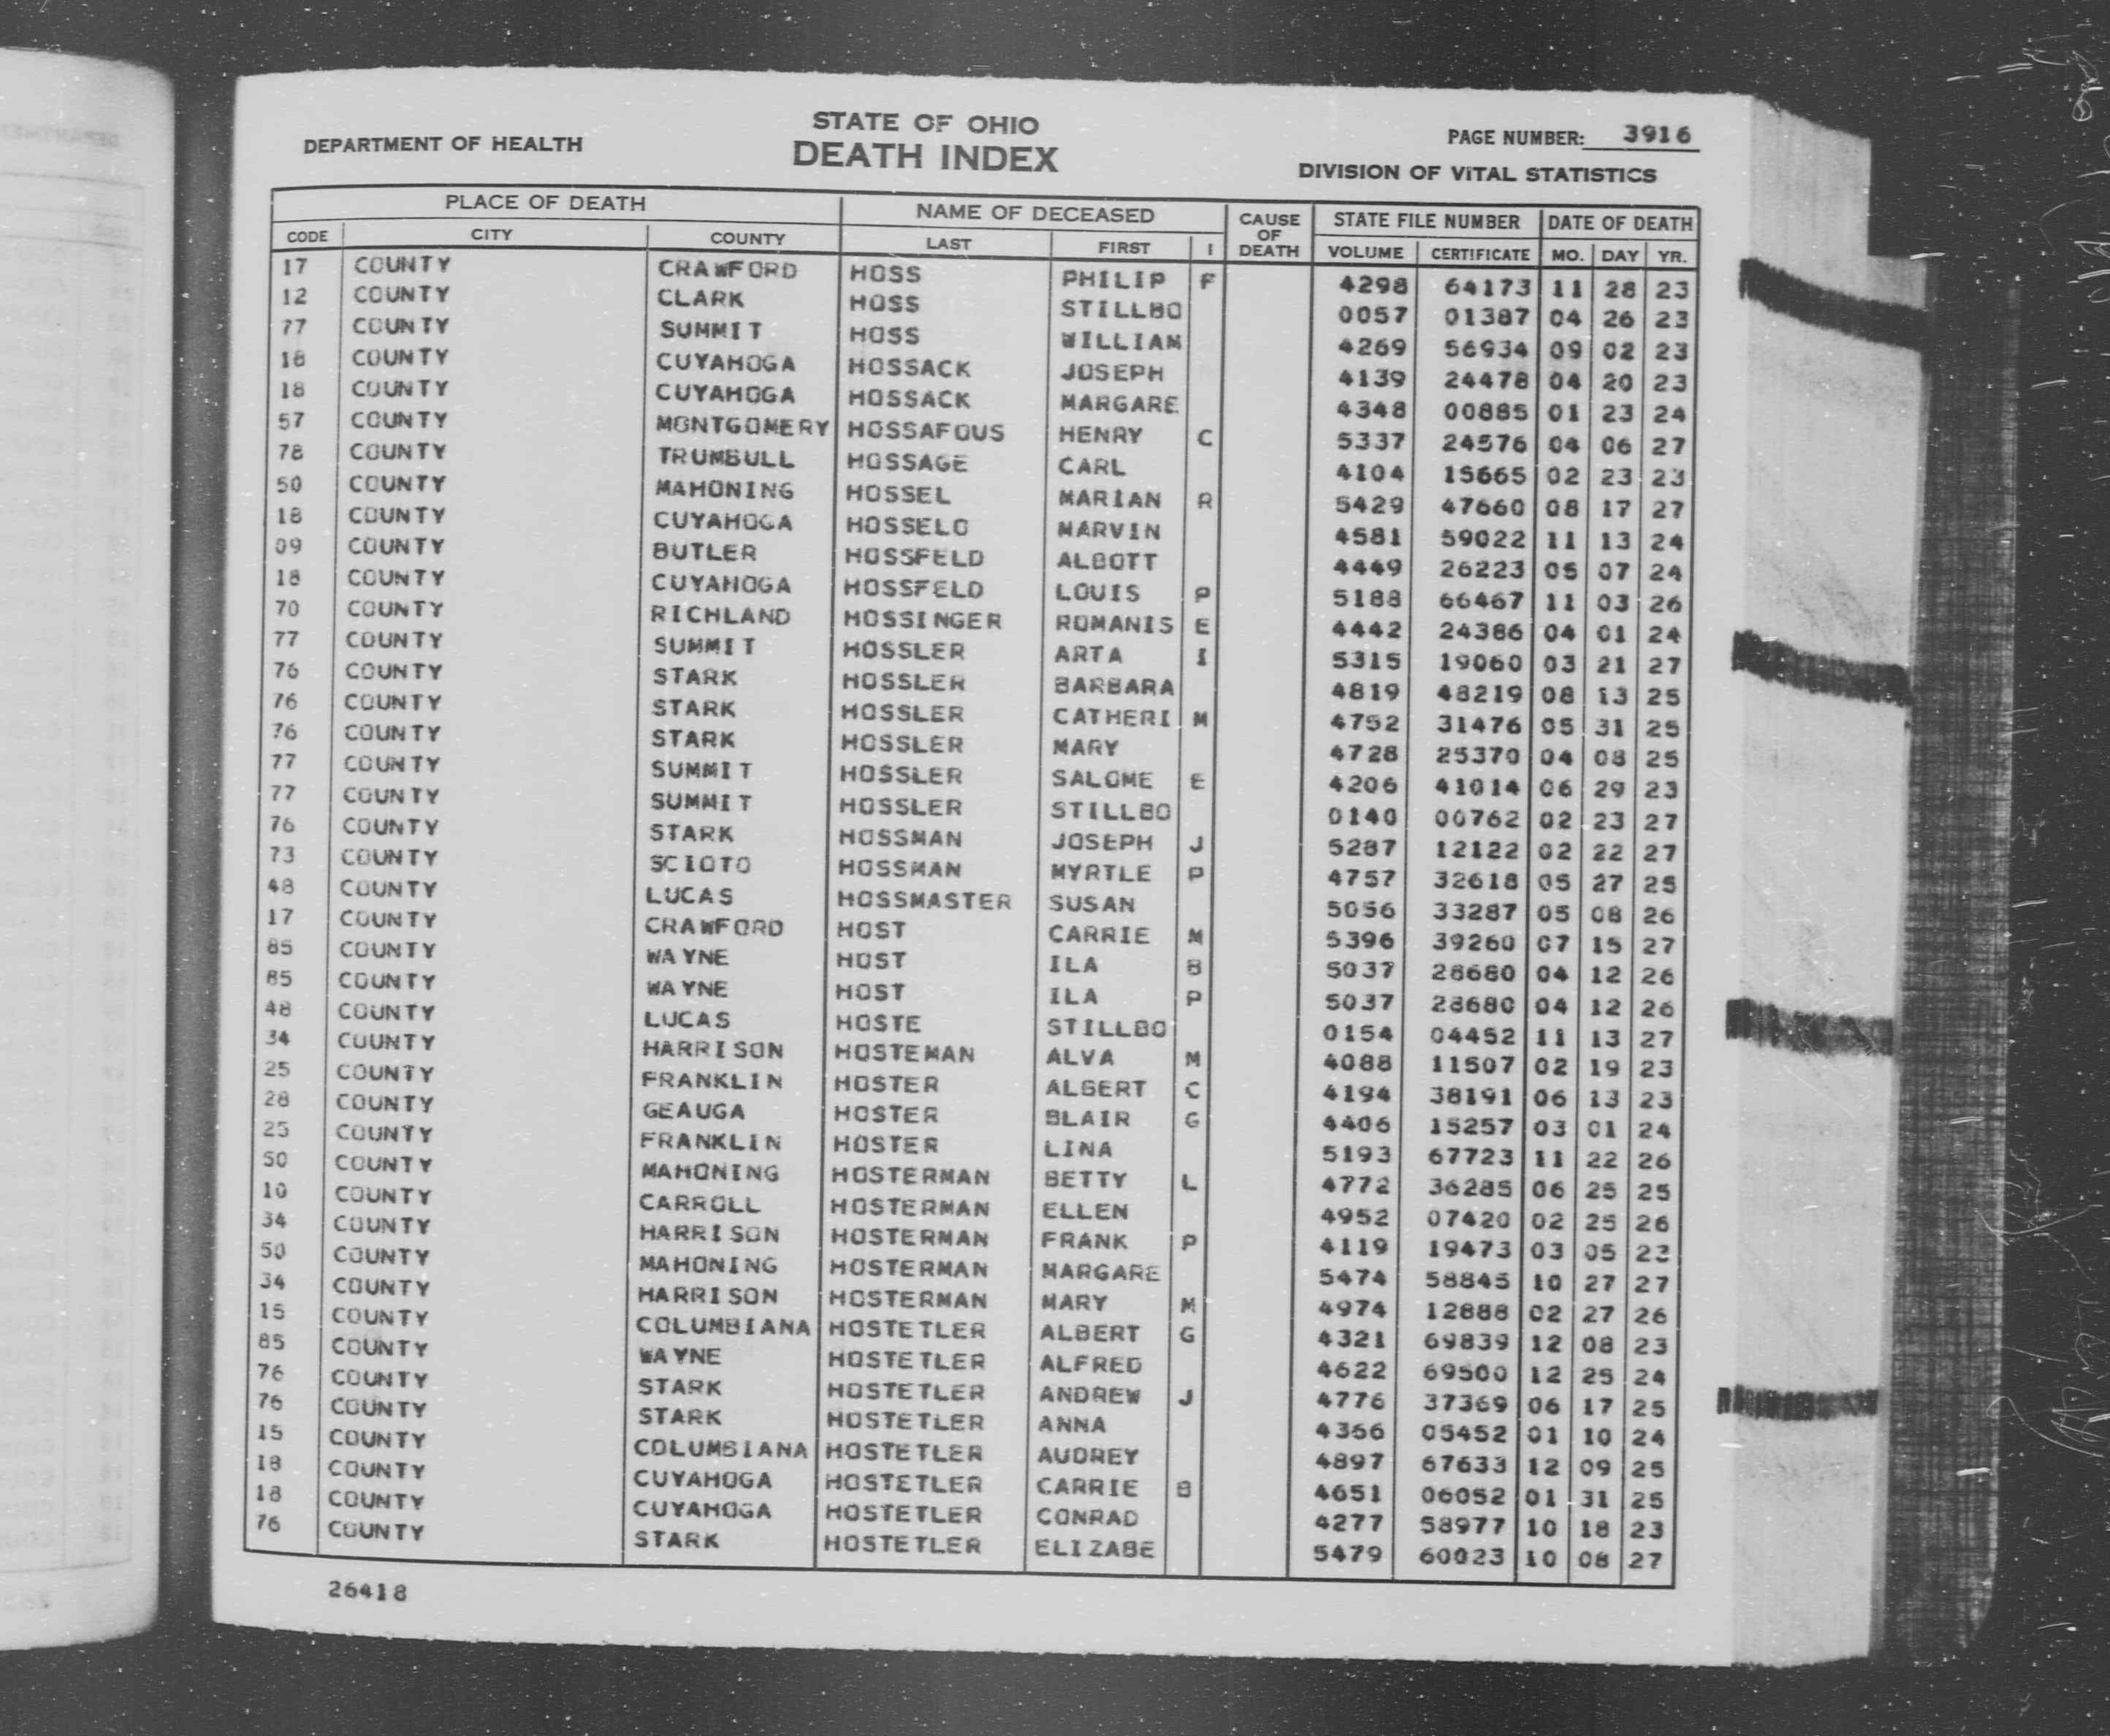 STATE OF OHIO
DEPARTMENT OF HEALTH DEATH INDEX PAGE NUMBER: 3916
DIVISION OF VITAL STATISTICS
PLACE OF DEATH NAME OF DECEASED CAUSE OF DEATH STATE FILE NUMBER DATE OF DEATH
CODE CITY COUNTY LAST FIRST I VOLUME CERTIFICATE MO. DAY YR.
17 COUNTY CRAWFORD HOSS PHILIP F 4298 64173 11 28 23
12 COUNTY CLARK HOSS STILLBO 0057 01387 04 26 23
77 COUNTY SUMMIT HOSS WILLIAM 4269 56934 09 02 23
18 COUNTY CUYAHOGA HOSSACK JOSEPH 4139 24478 04 20 23
18 COUNTY CUYAHOGA HOSSACK MARGARE 4348 00885 01 23 24
57 COUNTY MONTGOMERY HOSSAFOUS HENRY C 5337 24576 04 06 27
78 COUNTY TRUMBULL HOSSAGE CARL 4104 15665 02 23 23
50 COUNTY MAHONING HOSSEL MARIAN R 5429 47660 08 17 27
18 COUNTY CUYAHOGA HOSSELO MARVIN 4581 59022 11 13 24
09 COUNTY BUTLER HOSSFELD ALBOTT 4449 26223 05 07 24
18 COUNTY CUYAHOGA HOSSFELD LOUIS P 5188 66467 11 03 26
70 COUNTY RICHLAND HOSSINGER ROMANIS E 4442 24386 04 01 24
77 COUNTY SUMMIT HOSSLER ARTA I 5315 19060 03 21 27
76 COUNTY STARK HOSSLER BARBARA 4819 48219 08 13 25
76 COUNTY STARK HOSSLER CATHERI M 4752 31476 05 31 25
76 COUNTY STARK HOSSLER MARY 4728 25370 04 08 25
77 COUNTY SUMMIT HOSSLER SALOME E 4206 41014 06 29 23
77 COUNTY SUMMIT HOSSLER STILLBO 0140 00762 02 23 27
76 COUNTY STARK HOSSMAN JOSEPH J 5287 12122 02 22 27
73 COUNTY SCIOTO HOSSMAN MYRTLE P 4757 32618 05 27 25
48 COUNTY LUCAS HOSSMASTER SUSAN 5056 33287 05 08 26
17 COUNTY CRAWFORD HOST CARRIE M 5396 39260 07 15 27
85 COUNTY WAYNE HOST ILA B 5037 28680 04 12 26
85 COUNTY WAYNE HOST ILA P 5037 28680 04 12 26
48 COUNTY LUCAS HOSTE STILLBO 0154 04452 11 13 27
34 COUNTY HARRISON HOSTEMAN ALVA M 4088 11507 02 19 23
25 COUNTY FRANKLIN HOSTER ALBERT C 4194 38191 06 13 23
28 COUNTY GEAUGA HOSTER BLAIR G 4406 15257 03 01 24
25 COUNTY FRANKLIN HOSTER LINA 5193 67723 11 22 26
50 COUNTY MAHONING HOSTERMAN BETTY L 4772 36285 06 25 25
10 COUNTY CARROLL HOSTERMAN ELLEN 4952 07420 02 25 26
34 COUNTY HARRISON HOSTERMAN FRANK P 4119 19473 03 05 23
50 COUNTY MAHONING HOSTERMAN MARGARE 5474 58845 10 27 27
34 COUNTY HARRISON HOSTERMAN MARY M 4974 12888 02 27 26
15 COUNTY COLUMBIANA HOSTETLER ALBERT G 4321 69839 12 08 23
85 COUNTY WAYNE HOSTETLER ALFRED 4622 69500 12 25 24
76 COUNTY STARK HOSTETLER ANDREW J 4776 37369 06 17 25
76 COUNTY STARK HOSTETLER ANNA 4366 05452 01 10 24
15 COUNTY COLUMBIANA HOSTETLER AUDREY 4897 67633 12 09 25
18 COUNTY CUYAHOGA HOSTETLER CARRIE B 4651 06052 01 31 25
18 COUNTY CUYAHOGA HOSTETLER CONRAD 4277 58977 10 18 23
76 COUNTY STARK HOSTETLER ELIZABE 5479 60023 10 08 27
26418